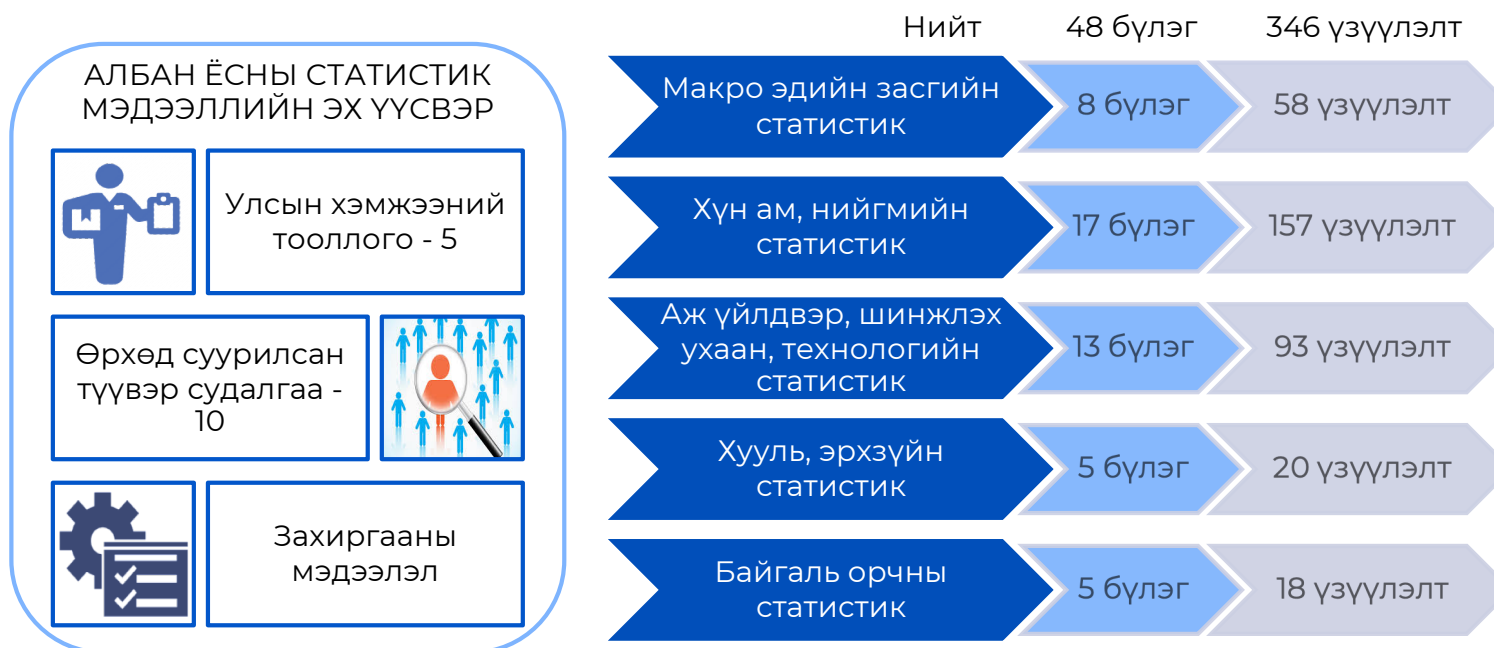 АЛБАН ЁСНЫ СТАТИСТИК
МЭДЭЭЛЛИЙН ЭХ ҮҮСВЭР
Улсын хэмжээний
тооллого - 5
Өрхөд суурилсан
түүвэр судалгаа -
10
Захиргааны
мэдээлэл
Нийт 48 бүлэг 346 үзүүлэлт
Макро эдийн засгийн
статистик
8 бүлэг
58 үзүүлэлт
Хүн ам, нийгмийн
статистик
17 бүлэг
157 үзүүлэлт
Аж үйлдвэр, шинжлэх
ухаан, технологийн
статистик
13 бүлэг
93 үзүүлэлт
Хууль, эрхзүйн
статистик
5 бүлэг
20 үзүүлэлт
Байгаль орчны
статистик
5 бүлэг
18 үзүүлэлт